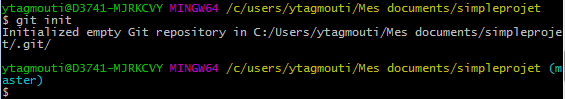 ytagmouti@D3741-MJRKCVY MINGW64 /c/users/ytagmouti/Mes documents/simpleprojet
$ git init
Initialized empty Git repository in C:/Users/ytagmouti/Mes documents/simpleproje
t/.git/
ytagmouti@D3741-MJRKCVY MINGW64 /c/users/ytagmouti/Mes documents/simpleprojet (m
aster)
$